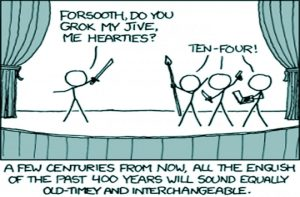 FORSOOTH, DO YOU
GROK MY JIVE,
ME HEARTIES?
TEN-FOUR!
A FEW CENTURIES FROM NOW, ALL THE ENGLISH
OF THE PAST 400 YEARS WILL SOUND EQUALLY
OLD-TIMEY AND INTERCHANGEABLE.